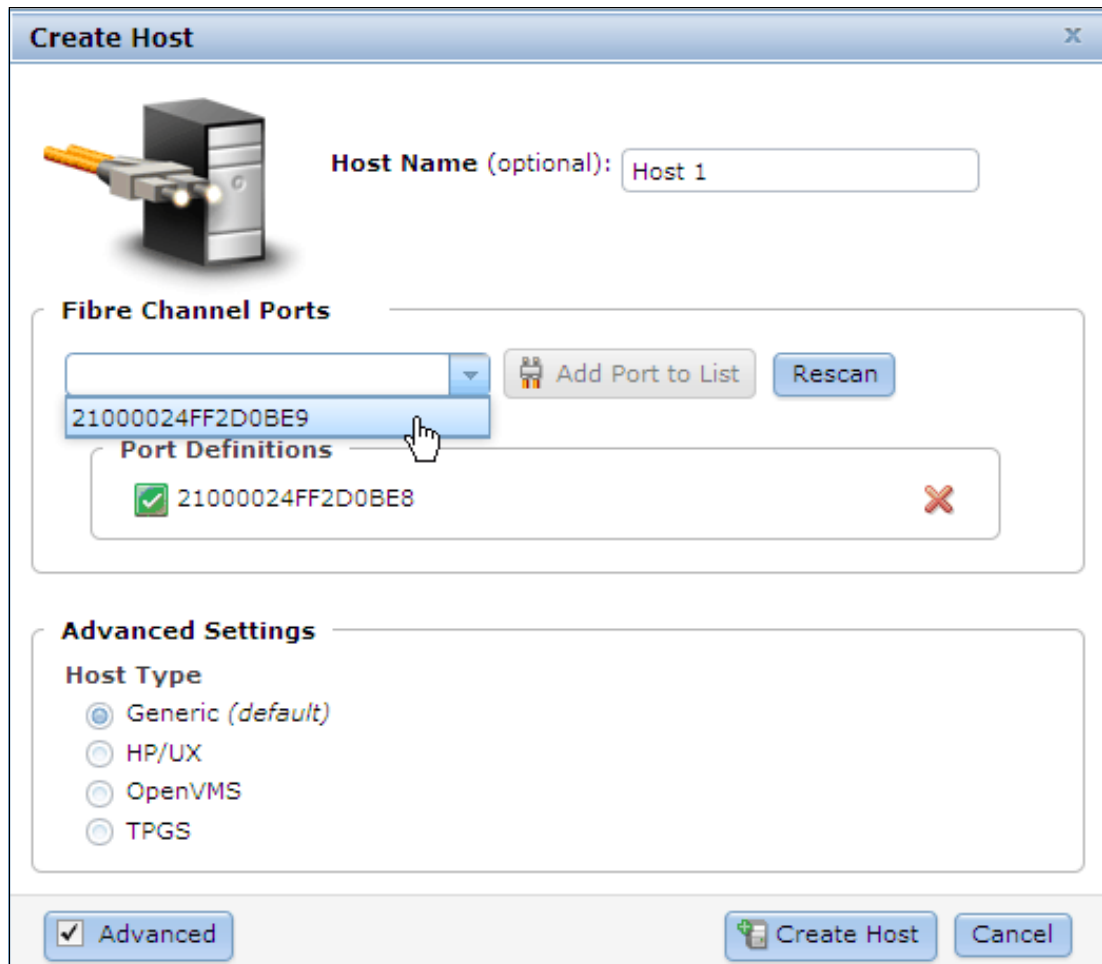 Create Host
x
Host Name (optional): Host 1
Fibre Channel Ports
Add Port to List Rescan
21000024FF2D0BE9
Port Definitions
21000024FF2D0BE8
Advanced Settings
Host Type
Generic (default)
HP/UX
OpenVMS
TPGS
Advanced Create Host Cancel